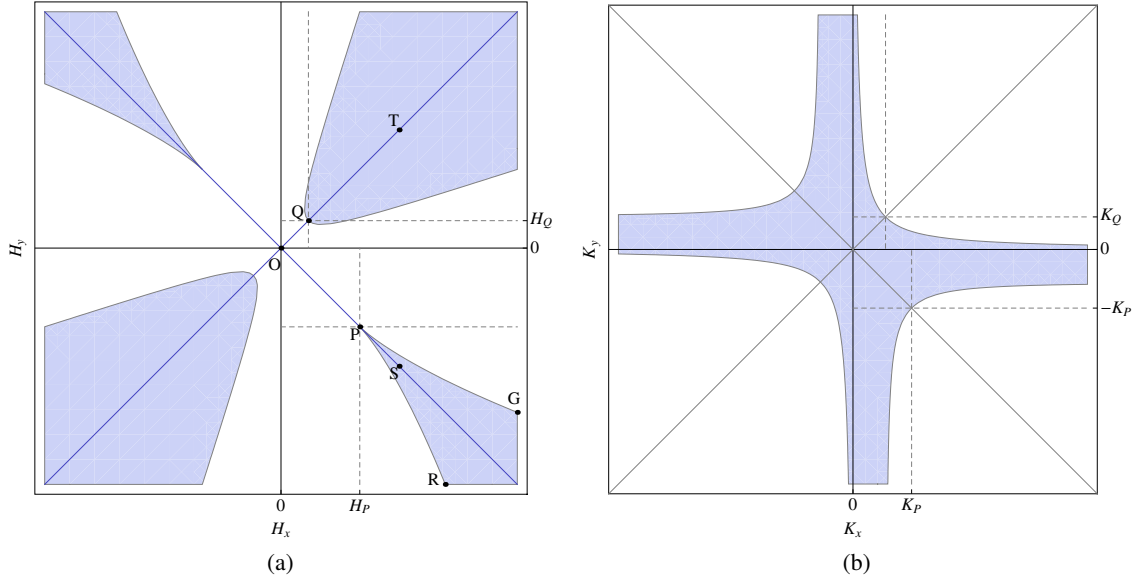 T
Q
H_Q
H_y
0
O
P
S
G
R
0
H_P
H_x
(a)
K_Q
K_y
0
−K_P
0
K_P
K_x
(b)